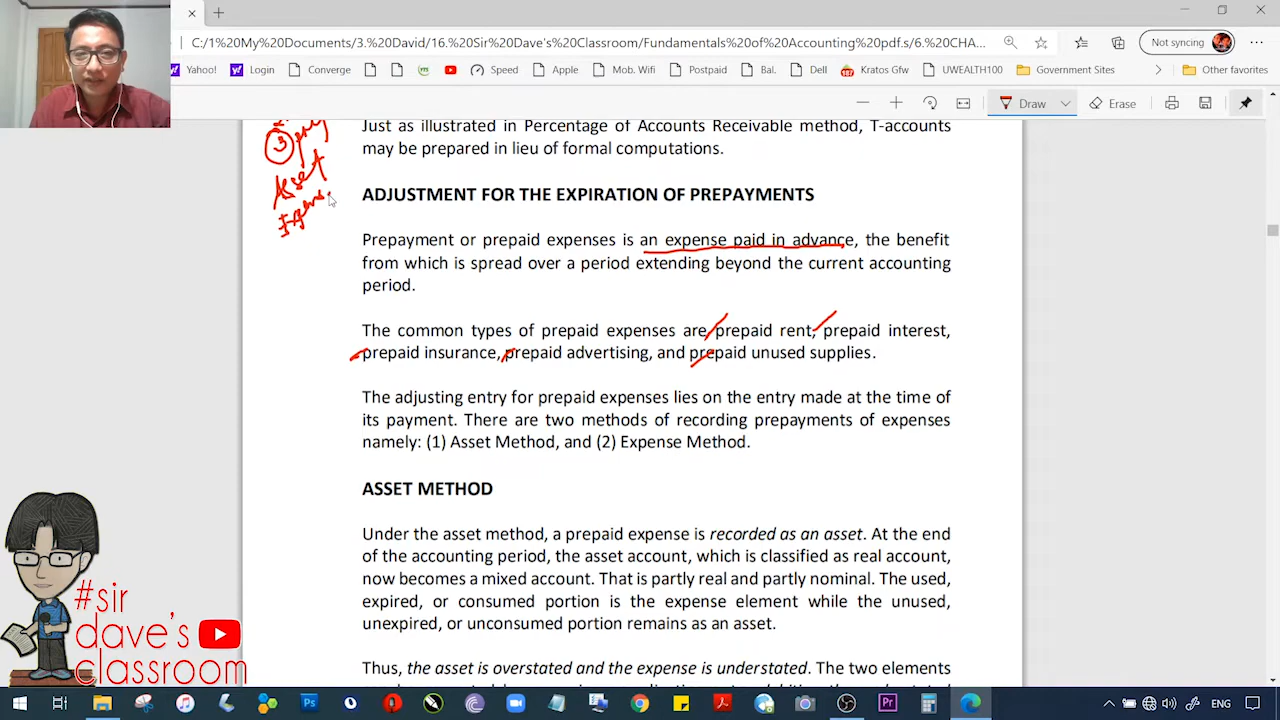 C:/1%20My%20Documents/3.%20David/16.%20Sir%20Dave's%20Classroom/Fundamentals%20of%20Accounting%20pdf.s/6.%20CHA...
Not syncing
Yahoo!
Login
Converge
Speed
Apple
Mob. Wifi
Postpaid
Bal.
Dell
Kratos Gfw
UWEALTH100
Government Sites
Other favorites
Draw
Erase
3
Asset
Just as illustrated in Percentage of Accounts Receivable method, T-accounts
may be prepared in lieu of formal computations.
ADJUSTMENT FOR THE EXPIRATION OF PREPAYMENTS
Prepayment or prepaid expenses is an expense paid in advance, the benefit
from which is spread over a period extending beyond the current accounting
period.
The common types of prepaid expenses are prepaid rent, prepaid interest,
prepaid insurance, prepaid advertising, and prepaid unused supplies.
The adjusting entry for prepaid expenses lies on the entry made at the time of
its payment. There are two methods of recording prepayments of expenses
namely: (1) Asset Method, and (2) Expense Method.
ASSET METHOD
Under the asset method, a prepaid expense is recorded as an asset. At the end
of the accounting period, the asset account, which is classified as real account,
now becomes a mixed account. That is partly real and partly nominal. The used,
expired, or consumed portion is the expense element while the unused,
unexpired, or unconsumed portion remains as an asset.
Thus, the asset is overstated and the expense is understated. The two elements
#sir
dave's
classroom
ENG